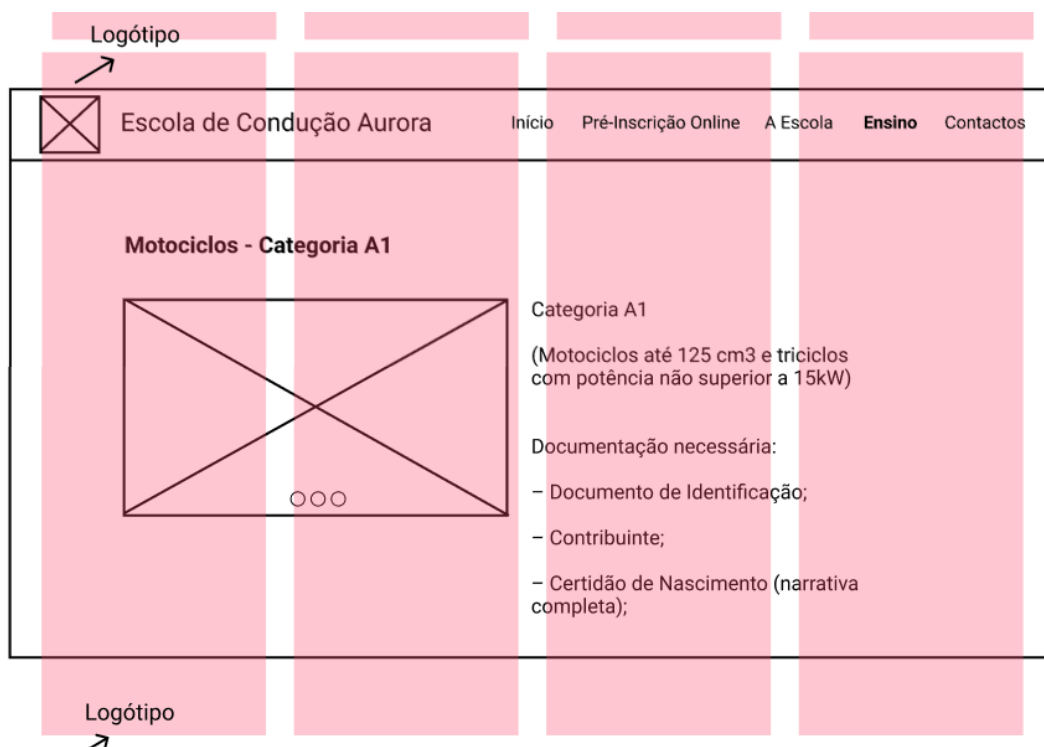 Logótipo
Escola de Condução Aurora
Início Pré-Inscrição Online A Escola Ensino Contactos
Motociclos - Categoria A1
Categoria A1
(Motociclos até 125 cm3 e triciclos
com potência não superior a 15kW)
Documentação necessária:
– Documento de Identificação;
– Contribuinte;
– Certidão de Nascimento (narrativa
completa);
Logótipo